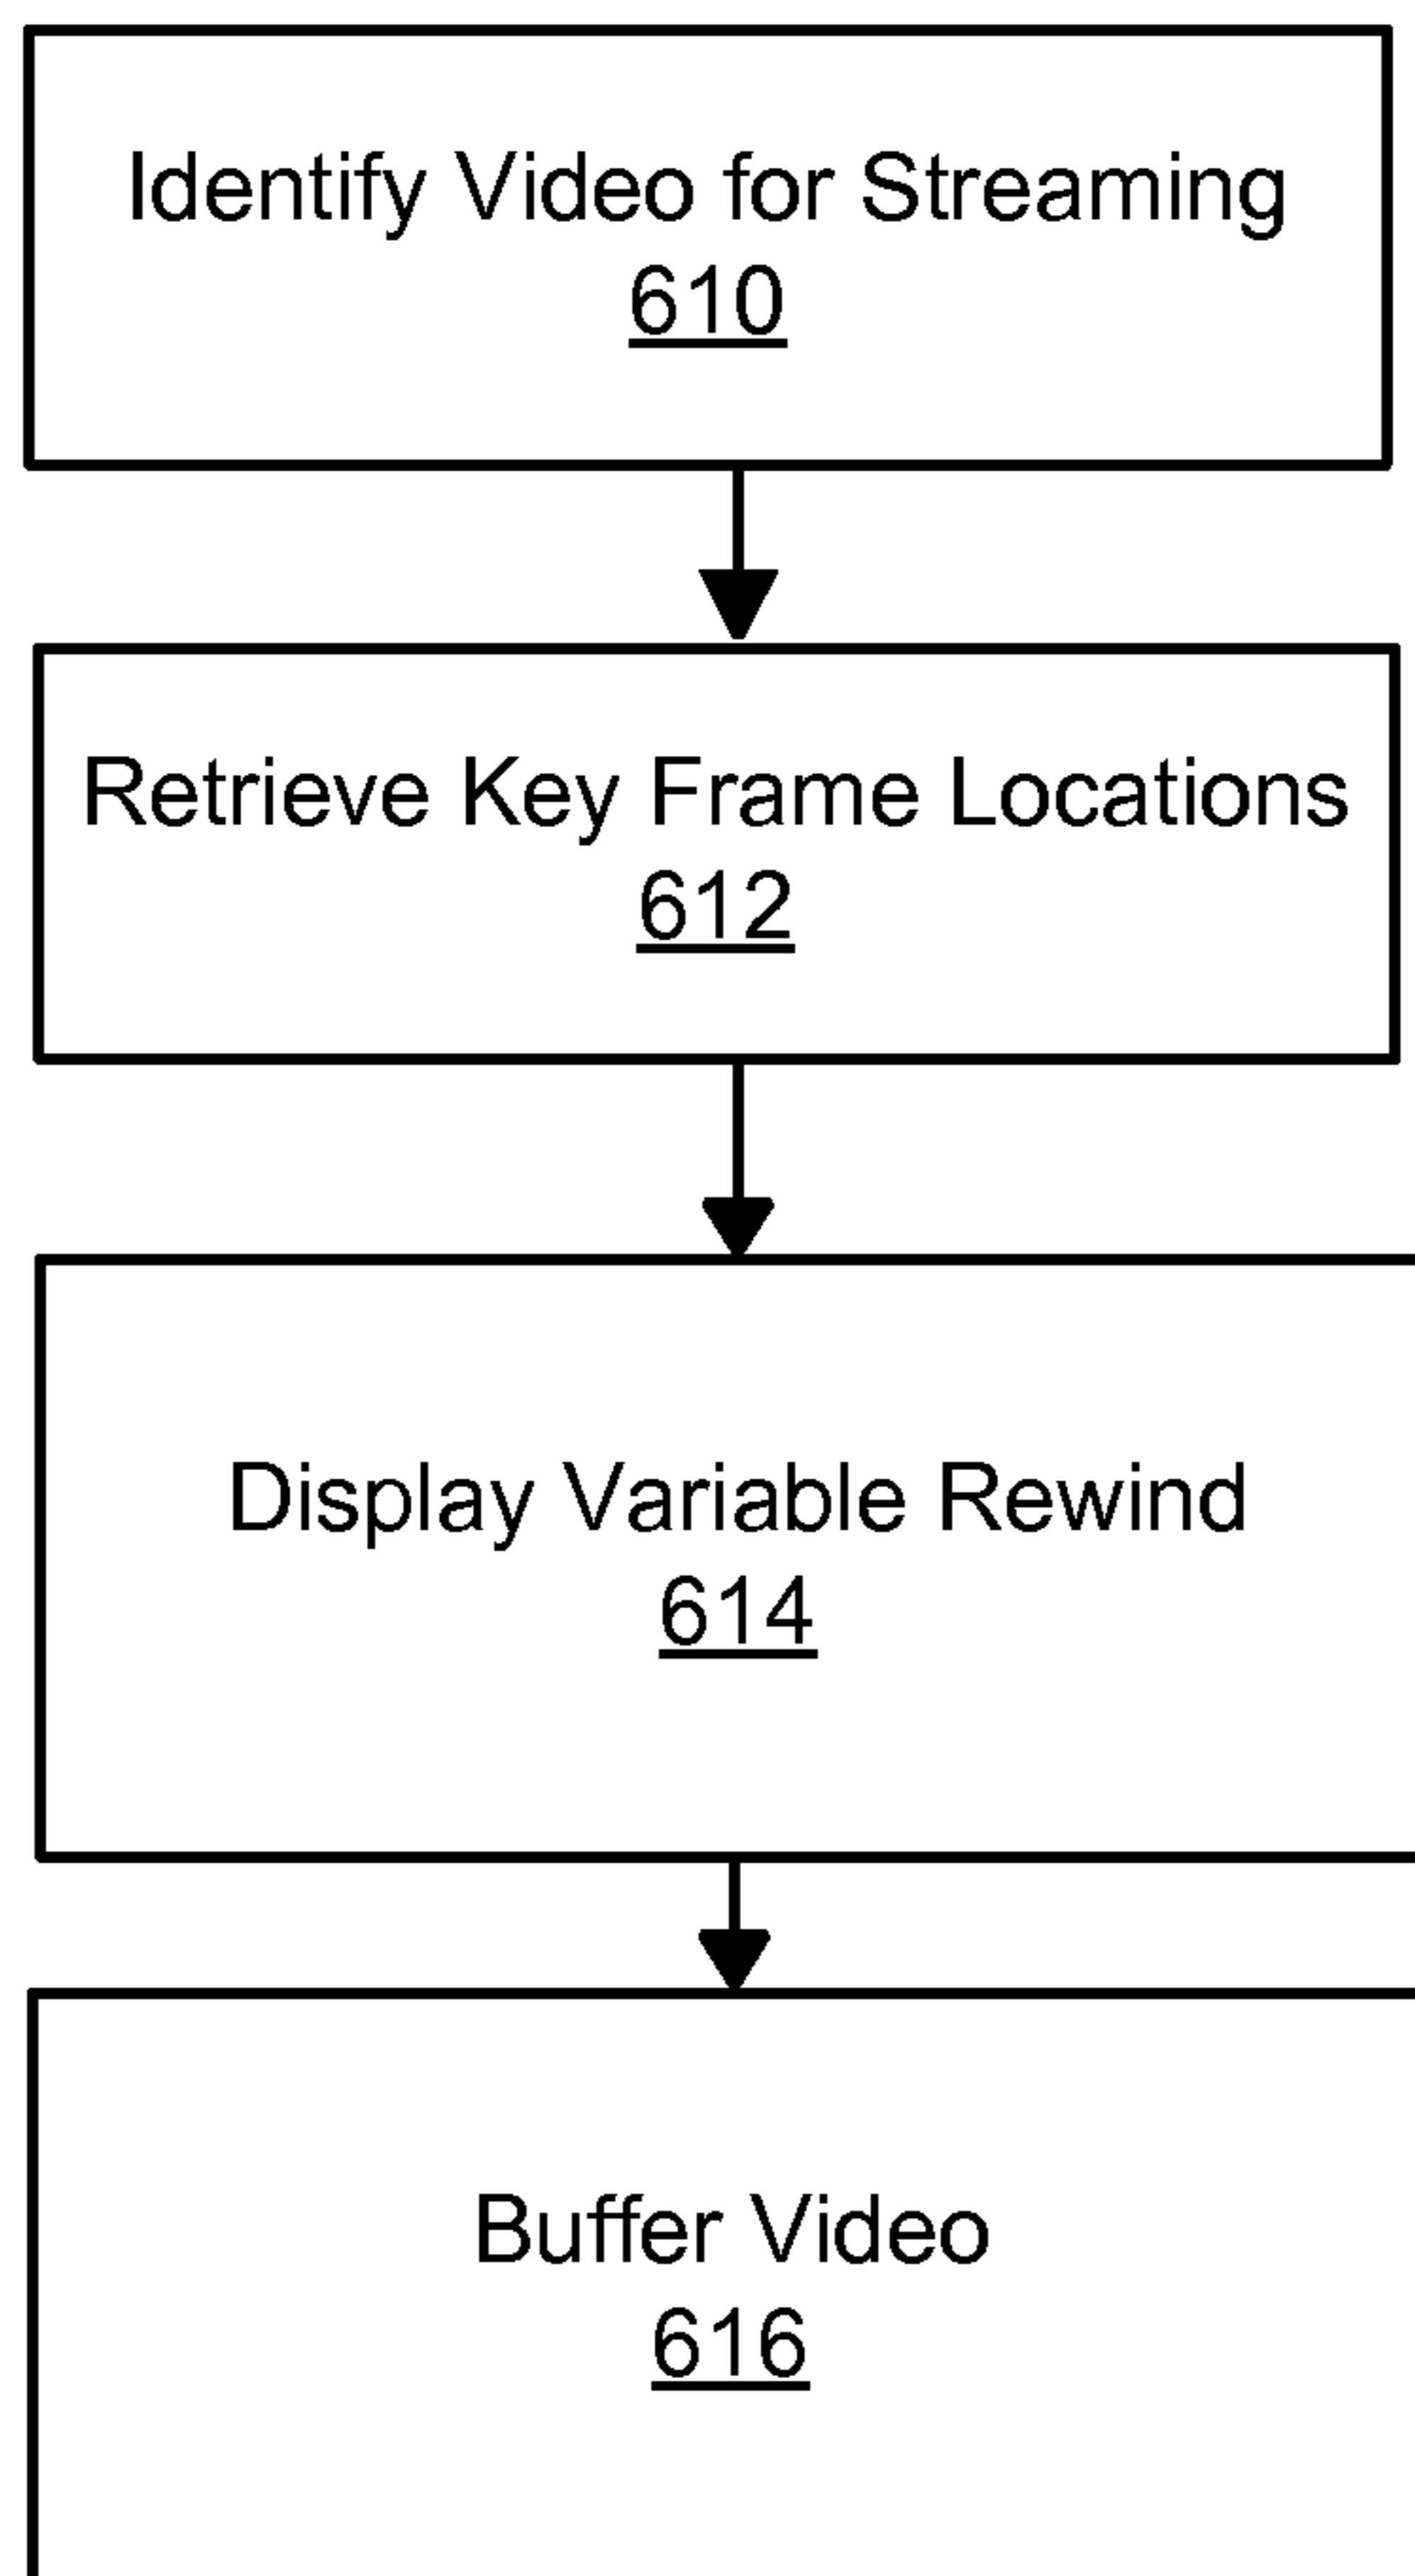 Identify Video for Streaming
610
Retrieve Key Frame Locations
612
Display Variable Rewind
614
Buffer Video
616